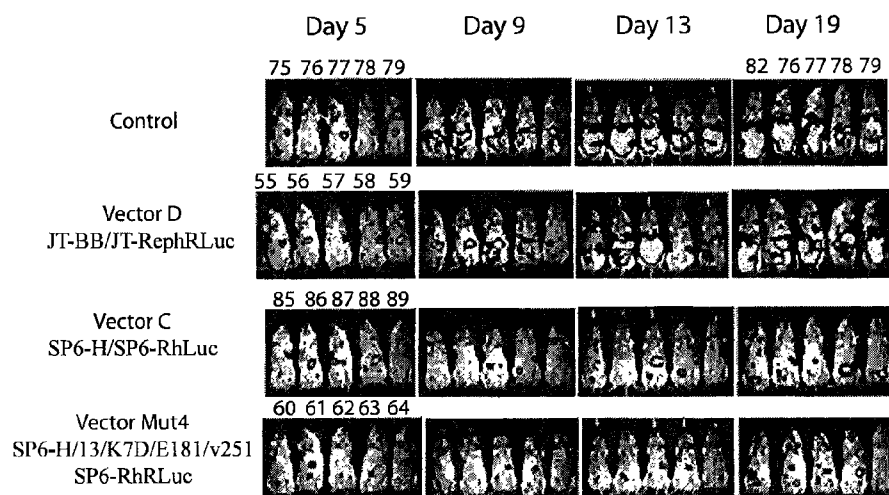 Day 5 Day 9 Day 13 Day 19
75 76 77 78 79 82 76 77 78 79
Control
55 56 57 58 59
Vector D
JT-BB/JT-RephRLuc
85 86 87 88 89
Vector C
SP6-H/SP6-RhLuc
60 61 62 63 64
Vector Mut4
SP6-H/13/K7D/E181/v251
SP6-RhRLuc